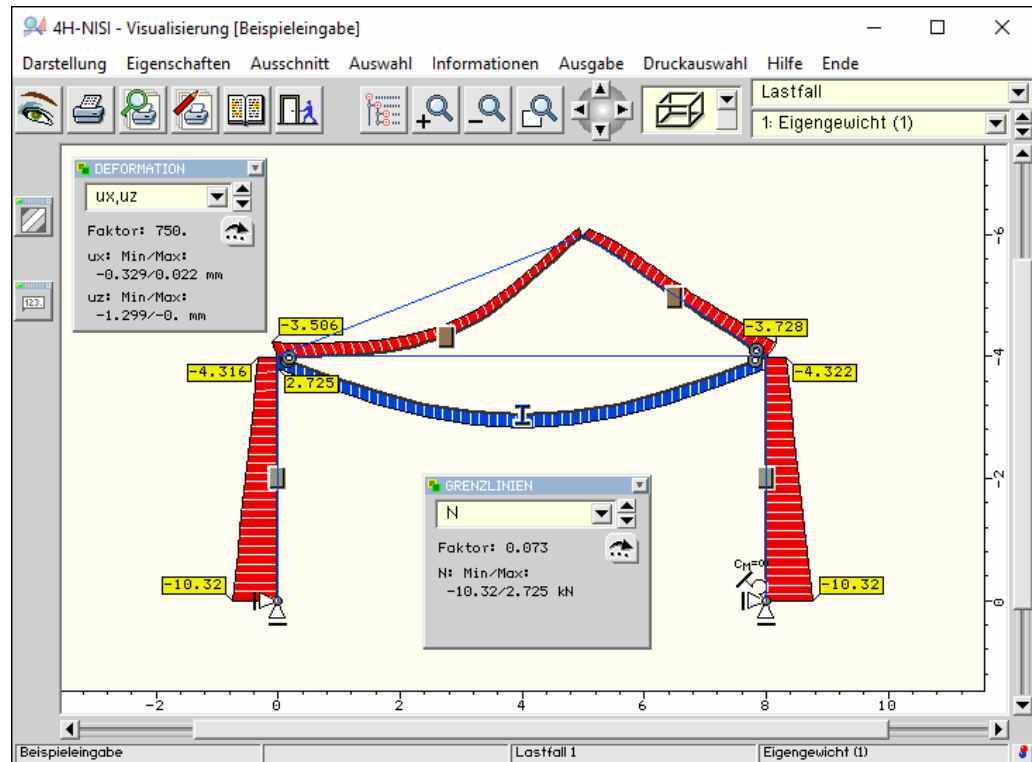 4H-NISI - Visualisierung [Beispieleingabe]
Darstellung Eigenschaften Ausschnitt Auswahl Informationen Ausgabe Druckauswahl Hilfe Ende
Lastfall
1: Eigengewicht (1)
DEFORMATION
ux,uz
Faktor: 750.
ux: Min/Max:
-0.329/0.022 mm
uz: Min/Max:
-1.299/-0. mm
123.
-3.506
-3.728
-4.316
2.725
-4.322
GRENZLINIEN
N
Faktor: 0.073
N: Min/Max:
-10.32/2.725 kN
CM=0
-10.32
-10.32
-6
-4
-2
0
-2 0 2 4 6 8 10
Beispieleingabe Lastfall 1 Eigengewicht (1)